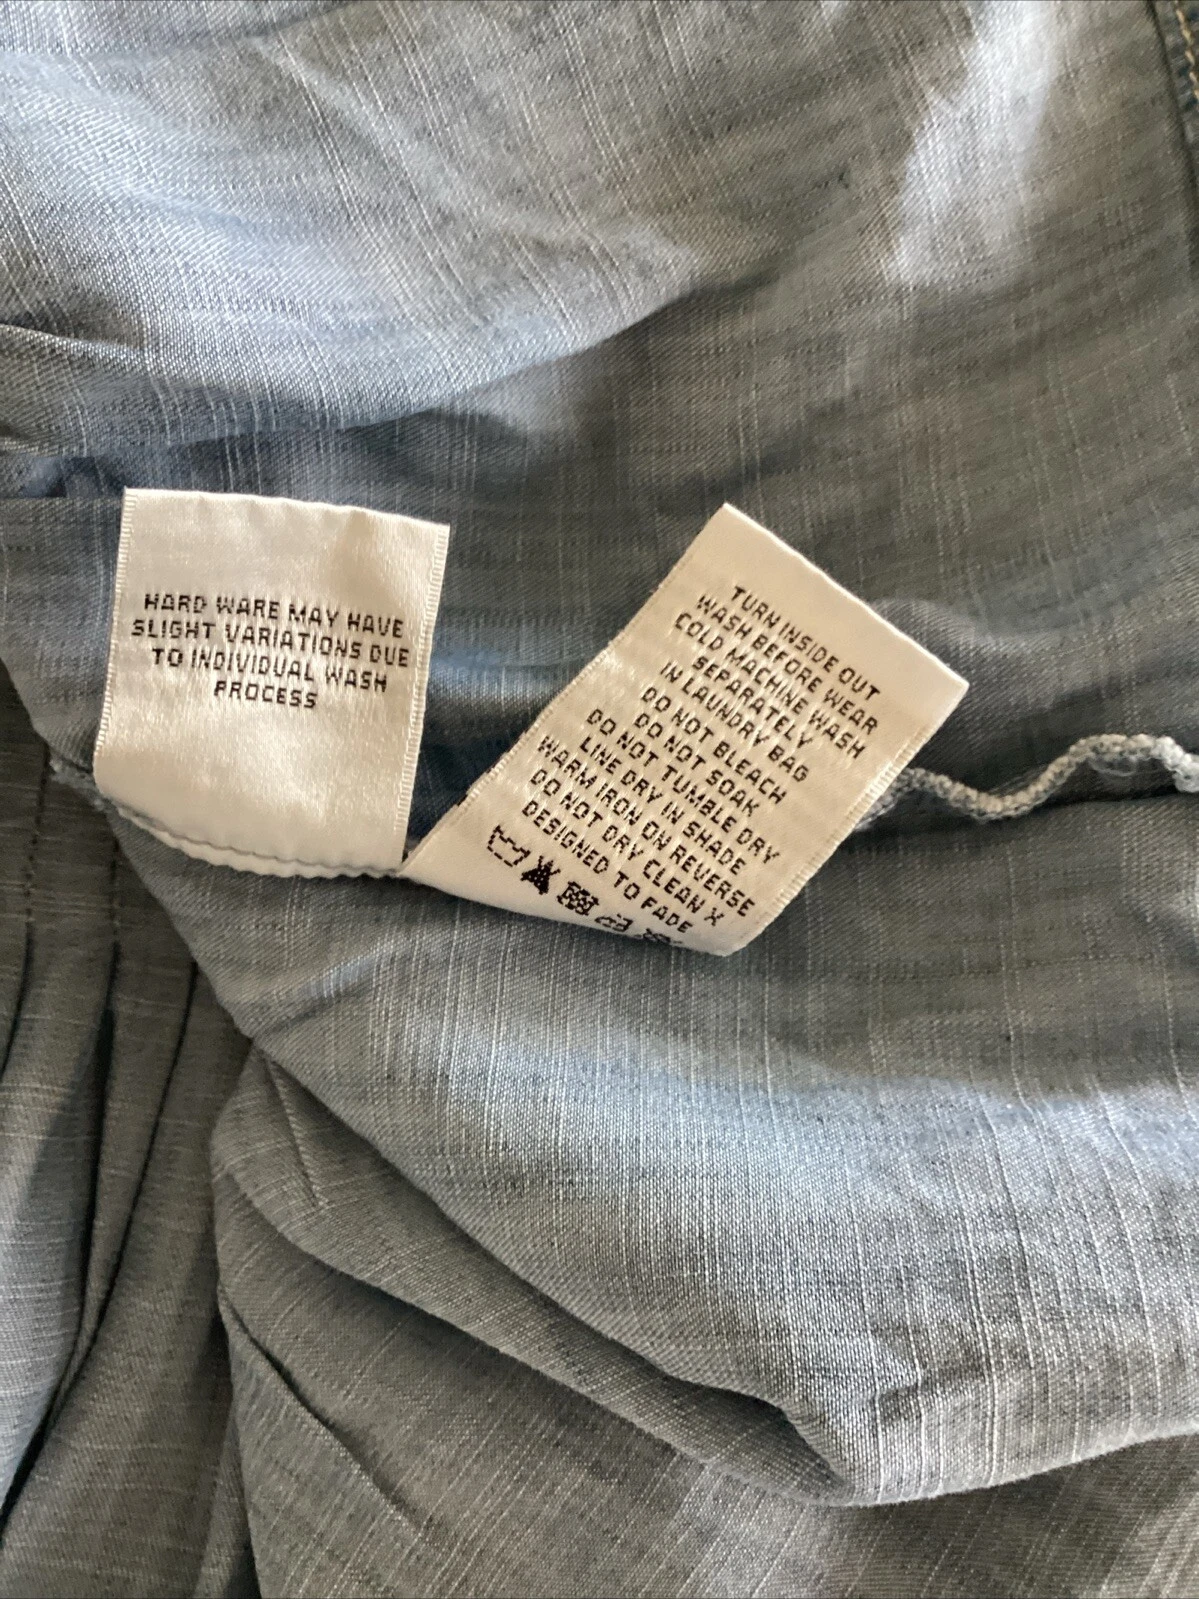 HARD WARE MAY HAVE
SLIGHT VARIATIONS DUE
TO INDIVIDUAL WASH
PROCESS
TURN INSIDE OUT
WASH BEFORE WEAR
COLD MACHINE WASH
SEPARATELY
IN LAUNDRY BAG
DO NOT BLEACH
DO NOT SOAK
DO NOT TUMBLE DRY
LINE DRY IN SHADE
WARM IRON ON REVERSE
DO NOT DRY CLEAN X
DESIGNED TO FADE